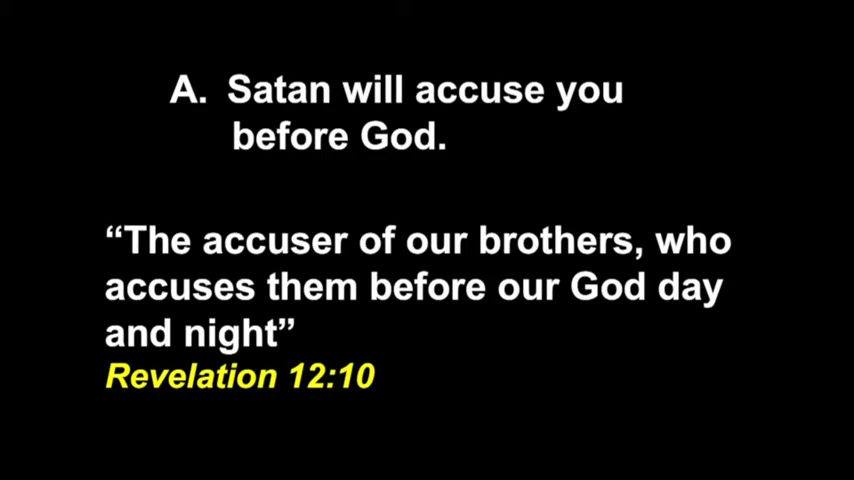 A. Satan will accuse you
before God.
“The accuser of our brothers, who
accuses them before our God day
and night”
Revelation 12:10